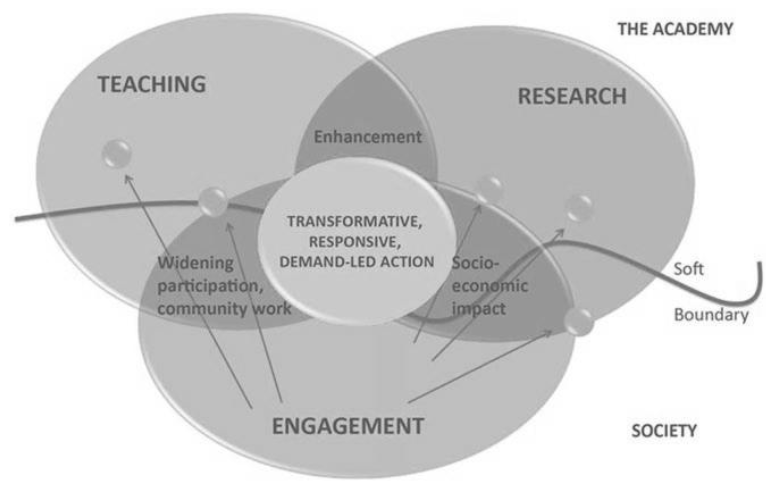 THE ACADEMY
TEACHING
RESEARCH
Enhancement
TRANSFORMATIVE,
RESPONSIVE,
DEMAND-LED ACTION
Widening
participation,
community work
Socio-
economic
impact
Soft
Boundary
ENGAGEMENT
SOCIETY